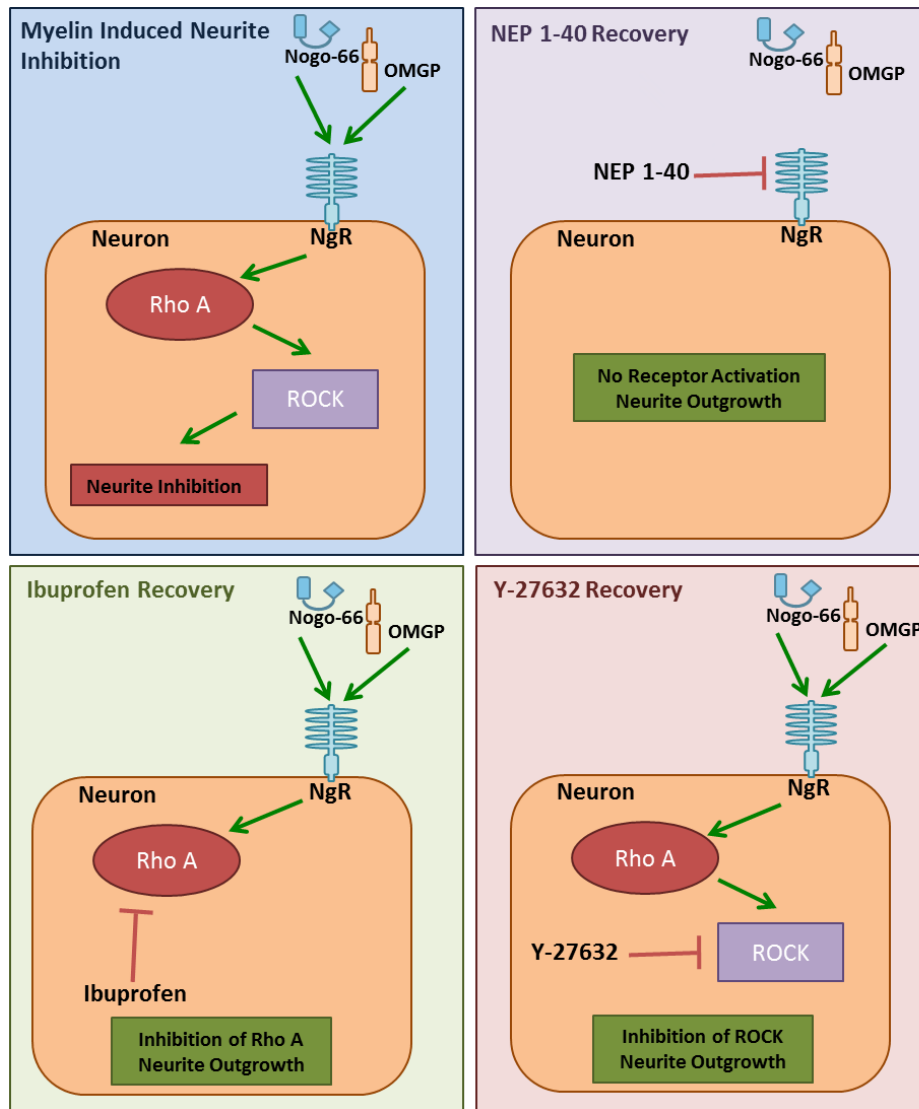 Myelin Induced Neurite
Inhibition
Nogo-66
OMGP
Neuron
NgR
Rho A
ROCK
Neurite Inhibition
NEP 1-40 Recovery
Nogo-66
OMGP
NEP 1-40
Neuron
NgR
No Receptor Activation
Neurite Outgrowth
Ibuprofen Recovery
Nogo-66
OMGP
Neuron
NgR
Rho A
Ibuprofen
Inhibition of Rho A
Neurite Outgrowth
Y-27632 Recovery
Nogo-66
OMGP
Neuron
NgR
Rho A
Y-27632
ROCK
Inhibition of ROCK
Neurite Outgrowth